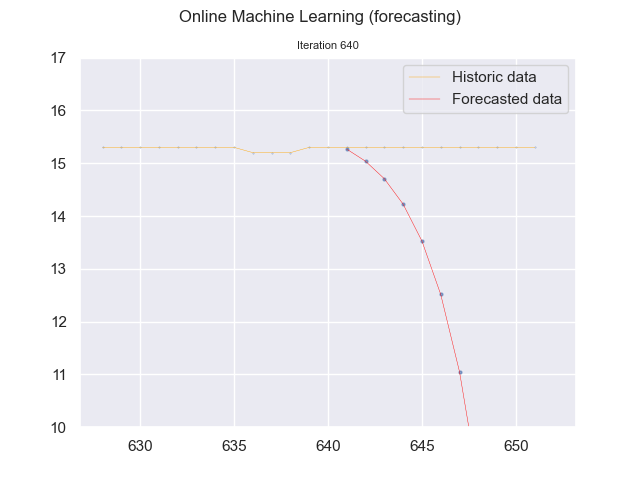 Online Machine Learning (forecasting)
Iteration 640
Historic data
Forecasted data
17
16
15
14
13
12
11
10
630 635 640 645 650